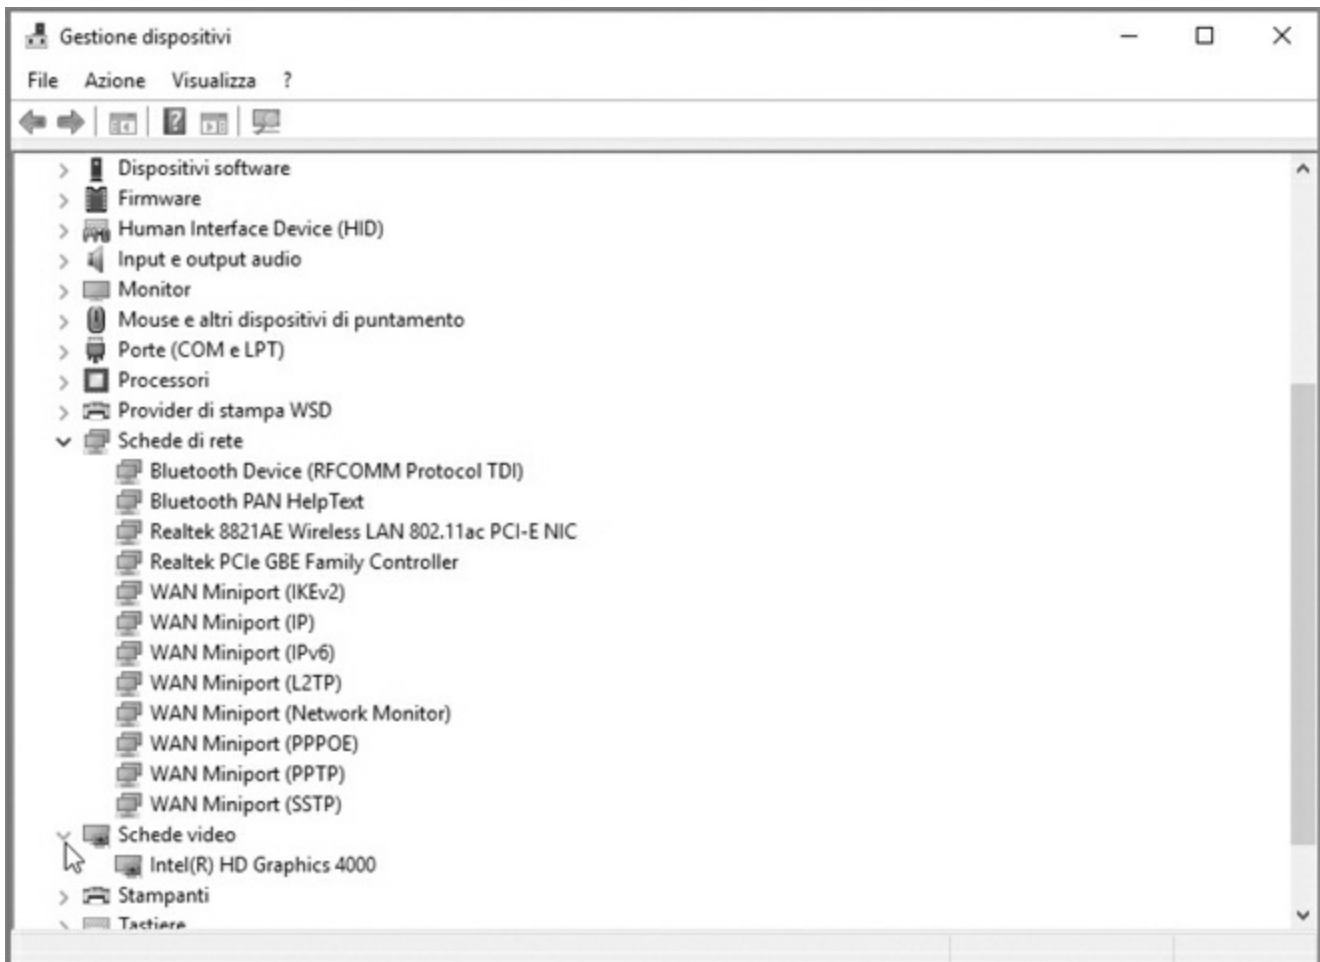 Gestione dispositivi
File Azione Visualizza ?
Dispositivi software
Firmware
Human Interface Device (HID)
Input e output audio
Monitor
Mouse e altri dispositivi di puntamento
Porte (COM e LPT)
Processori
Provider di stampa WSD
Schede di rete
Bluetooth Device (RFCOMM Protocol TDI)
Bluetooth PAN HelpText
Realtek 8821AE Wireless LAN 802.11ac PCI-E NIC
Realtek PCIe GBE Family Controller
WAN Miniport (IKEv2)
WAN Miniport (IP)
WAN Miniport (IPv6)
WAN Miniport (L2TP)
WAN Miniport (Network Monitor)
WAN Miniport (PPPOE)
WAN Miniport (PPTP)
WAN Miniport (SSTP)
Schede video
Intel(R) HD Graphics 4000
Stampanti
Tastiere